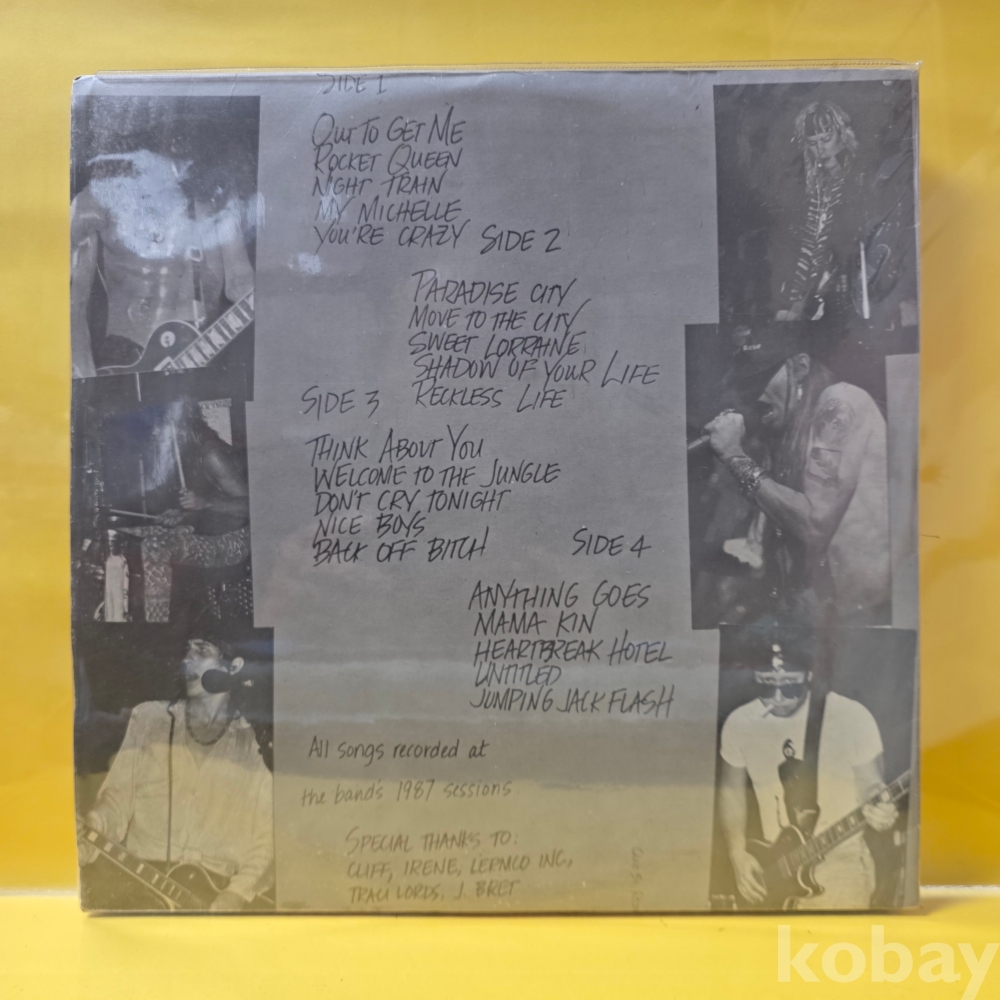 SIDE 1
OUT TO GET ME
ROCKET QUEEN
NIGHT TRAIN
MY MICHELLE
YOU'RE CRAZY
SIDE 2
PARADISE CITY
MOVE TO THE CITY
SWEET LORRAINE
SHADOW OF YOUR LIFE
RECKLESS LIFE
SIDE 3
THINK ABOUT YOU
WELCOME TO THE JUNGLE
DON'T CRY TONIGHT
NICE BOYS
BACK OFF BITCH
SIDE 4
ANYTHING GOES
MAMA KIN
HEARTBREAK HOTEL
UNTITLED
JUMPING JACK FLASH
All songs recorded at
the band's 1987 sessions
SPECIAL THANKS TO:
CLIFF, IRENE, LERMCO INC.,
TRACI LORDS, J. BRET
kobay